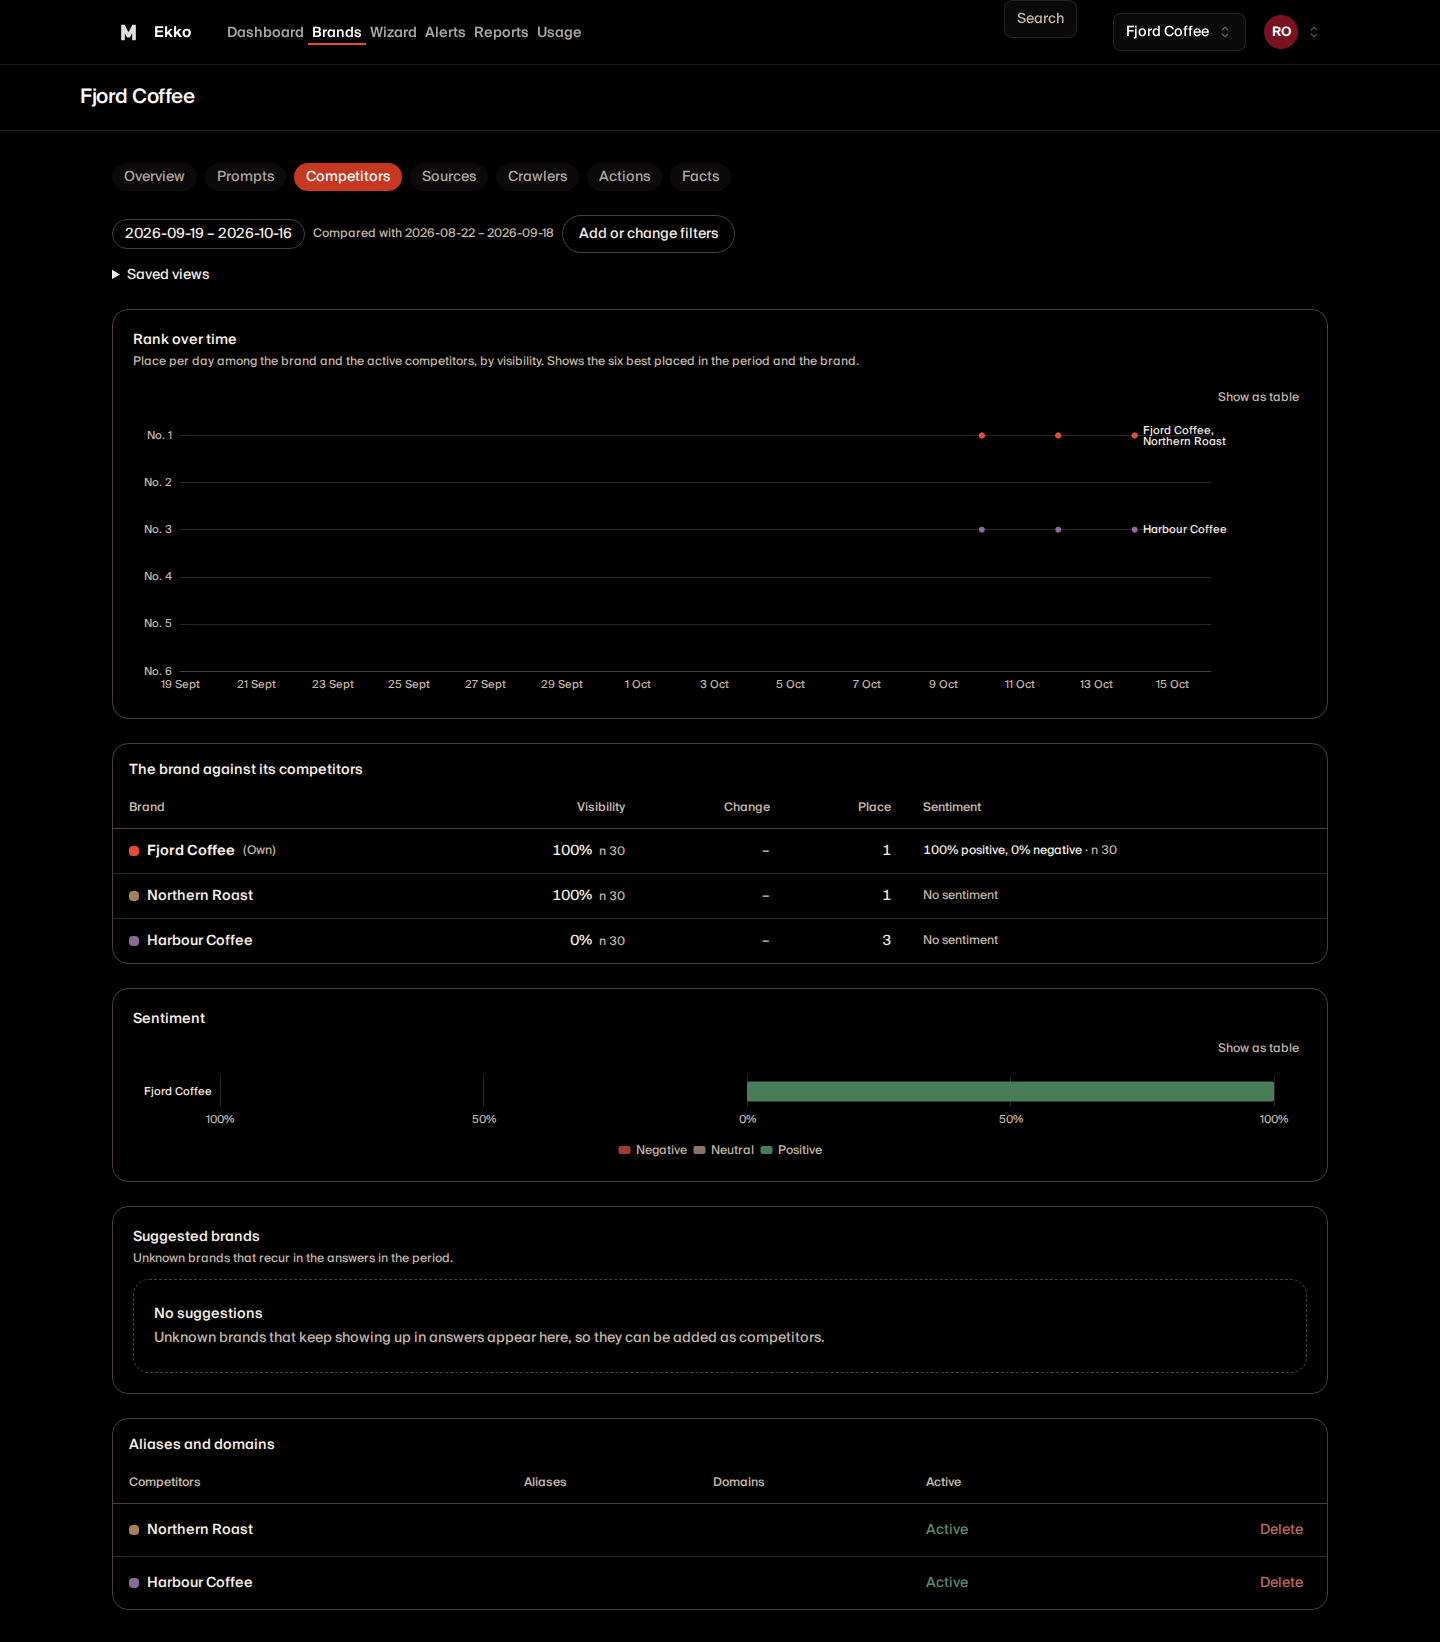 Ekko
Dashboard Brands Wizard Alerts Reports Usage
Search
Fjord Coffee
RO
Fjord Coffee
Overview Prompts Competitors Sources Crawlers Actions Facts
2026-09-19 – 2026-10-16 Compared with 2026-08-22 – 2026-09-18 Add or change filters
Saved views
Rank over time
Place per day among the brand and the active competitors, by visibility. Shows the six best placed in the period and the brand.
Show as table
No. 1
Fjord Coffee,
Northern Roast
No. 2
No. 3
Harbour Coffee
No. 4
No. 5
No. 6
19 Sept 21 Sept 23 Sept 25 Sept 27 Sept 29 Sept 1 Oct 3 Oct 5 Oct 7 Oct 9 Oct 11 Oct 13 Oct 15 Oct
The brand against its competitors
Brand Visibility Change Place Sentiment
Fjord Coffee (Own) 100% n 30 – 1 100% positive, 0% negative · n 30
Northern Roast 100% n 30 – 1 No sentiment
Harbour Coffee 0% n 30 – 3 No sentiment
Sentiment
Show as table
Fjord Coffee
100% 50% 0% 50% 100%
Negative Neutral Positive
Suggested brands
Unknown brands that recur in the answers in the period.
No suggestions
Unknown brands that keep showing up in answers appear here, so they can be added as competitors.
Aliases and domains
Competitors Aliases Domains Active
Northern Roast Active Delete
Harbour Coffee Active Delete